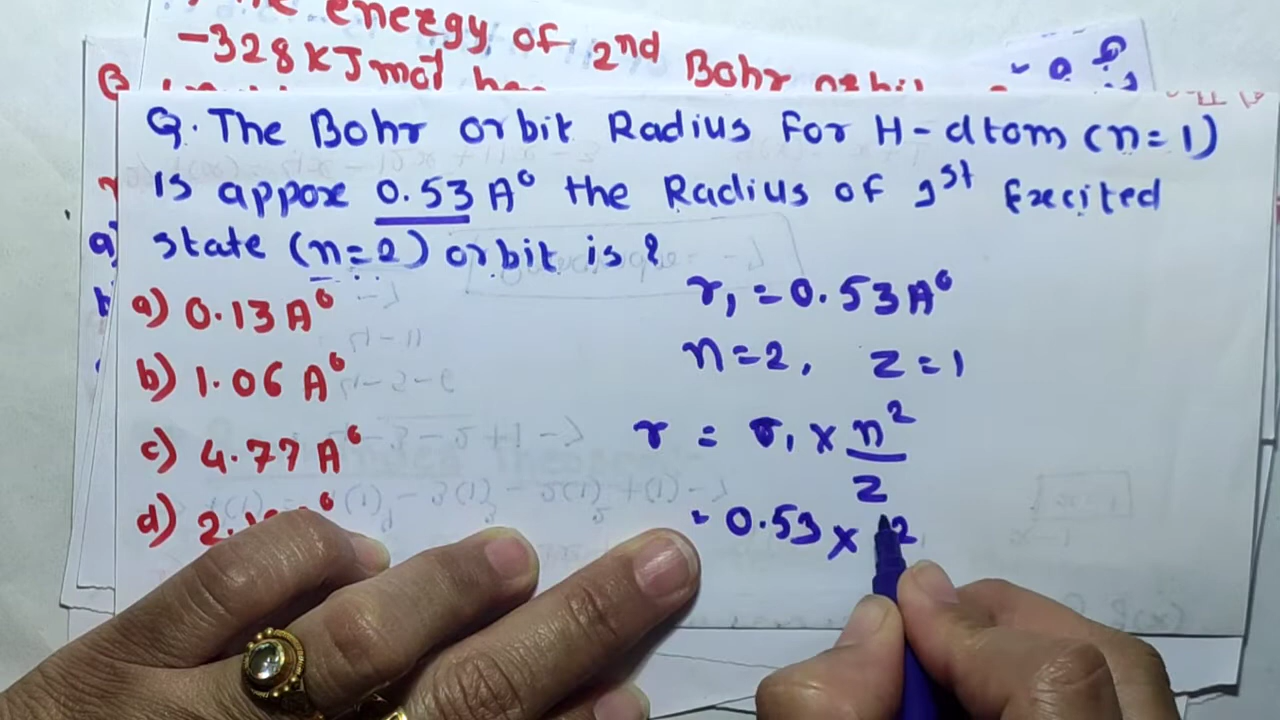 energy of 2nd
-328 KJ mol Bohr orbit
Q. The Bohr orbit Radius for H-atom (n=1)
is appox 0.53 A° the Radius of 1st Excited
state (n=2) orbit is ?
a) 0.13 A°
b) 1.06 A°
c) 4.77 A°
d) 2.
r₁ = 0.53 A°
n=2, Z=1
r = r₁ × n²/Z
= 0.53 ×